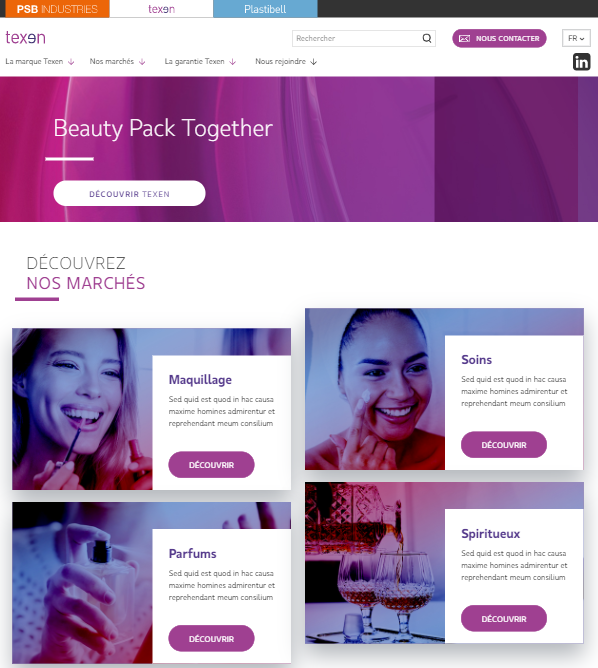 PSB INDUSTRIES
texen
Plastibell
texen
Rechercher
NOUS CONTACTER
FR
La marque Texen
Nos marchés
La garantie Texen
Nous rejoindre
in
Beauty Pack Together
DÉCOUVRIR TEXEN
DÉCOUVREZ
NOS MARCHÉS
Maquillage
Sed quid est quod in hac causa
maxime homines admirentur et
reprehendant meum consilium
DÉCOUVRIR
Soins
Sed quid est quod in hac causa
maxime homines admirentur et
reprehendant meum consilium
DÉCOUVRIR
Parfums
Sed quid est quod in hac causa
maxime homines admirentur et
reprehendant meum consilium
DÉCOUVRIR
Spiritueux
Sed quid est quod in hac causa
maxime homines admirentur et
reprehendant meum consilium
DÉCOUVRIR